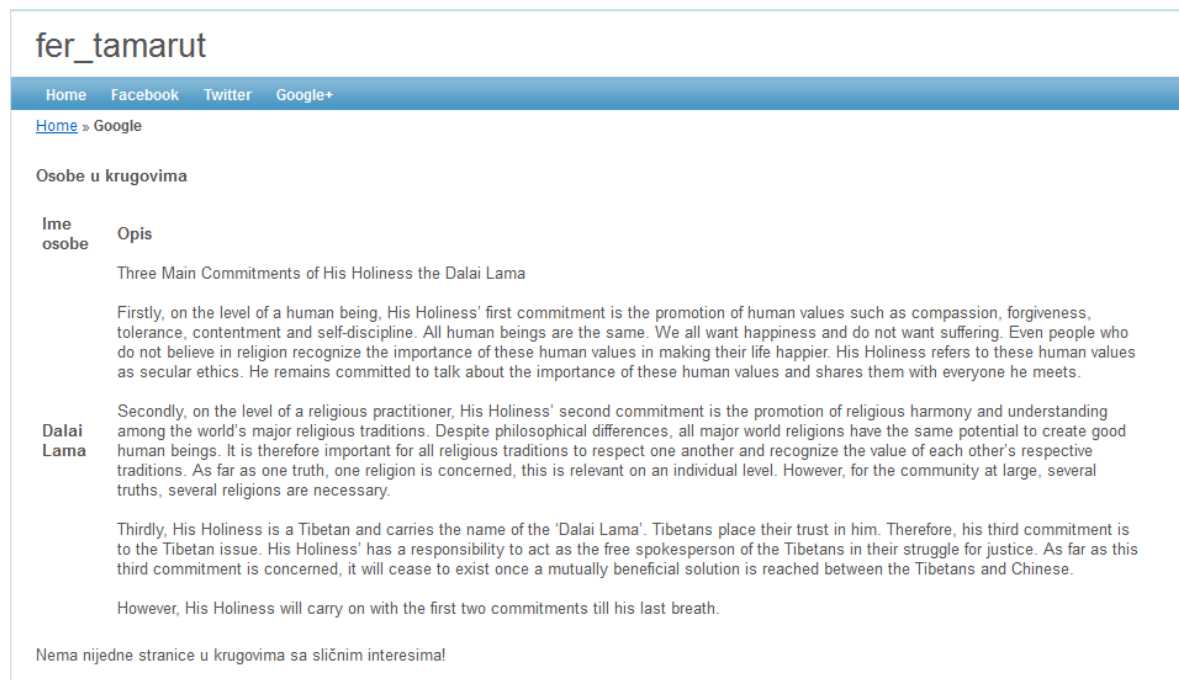 fer_tamarut
Home Facebook Twitter Google+
Home » Google
Osobe u krugovima
Ime
osobe
Opis
Three Main Commitments of His Holiness the Dalai Lama
Firstly, on the level of a human being, His Holiness’ first commitment is the promotion of human values such as compassion, forgiveness,
tolerance, contentment and self-discipline. All human beings are the same. We all want happiness and do not want suffering. Even people who
do not believe in religion recognize the importance of these human values in making their life happier. His Holiness refers to these human values
as secular ethics. He remains committed to talk about the importance of these human values and shares them with everyone he meets.
Dalai
Lama
Secondly, on the level of a religious practitioner, His Holiness’ second commitment is the promotion of religious harmony and understanding
among the world’s major religious traditions. Despite philosophical differences, all major world religions have the same potential to create good
human beings. It is therefore important for all religious traditions to respect one another and recognize the value of each other’s respective
traditions. As far as one truth, one religion is concerned, this is relevant on an individual level. However, for the community at large, several
truths, several religions are necessary.
Thirdly, His Holiness is a Tibetan and carries the name of the ‘Dalai Lama’. Tibetans place their trust in him. Therefore, his third commitment is
to the Tibetan issue. His Holiness’ has a responsibility to act as the free spokesperson of the Tibetans in their struggle for justice. As far as this
third commitment is concerned, it will cease to exist once a mutually beneficial solution is reached between the Tibetans and Chinese.
However, His Holiness will carry on with the first two commitments till his last breath.
Nema nijedne stranice u krugovima sa sličnim interesima!